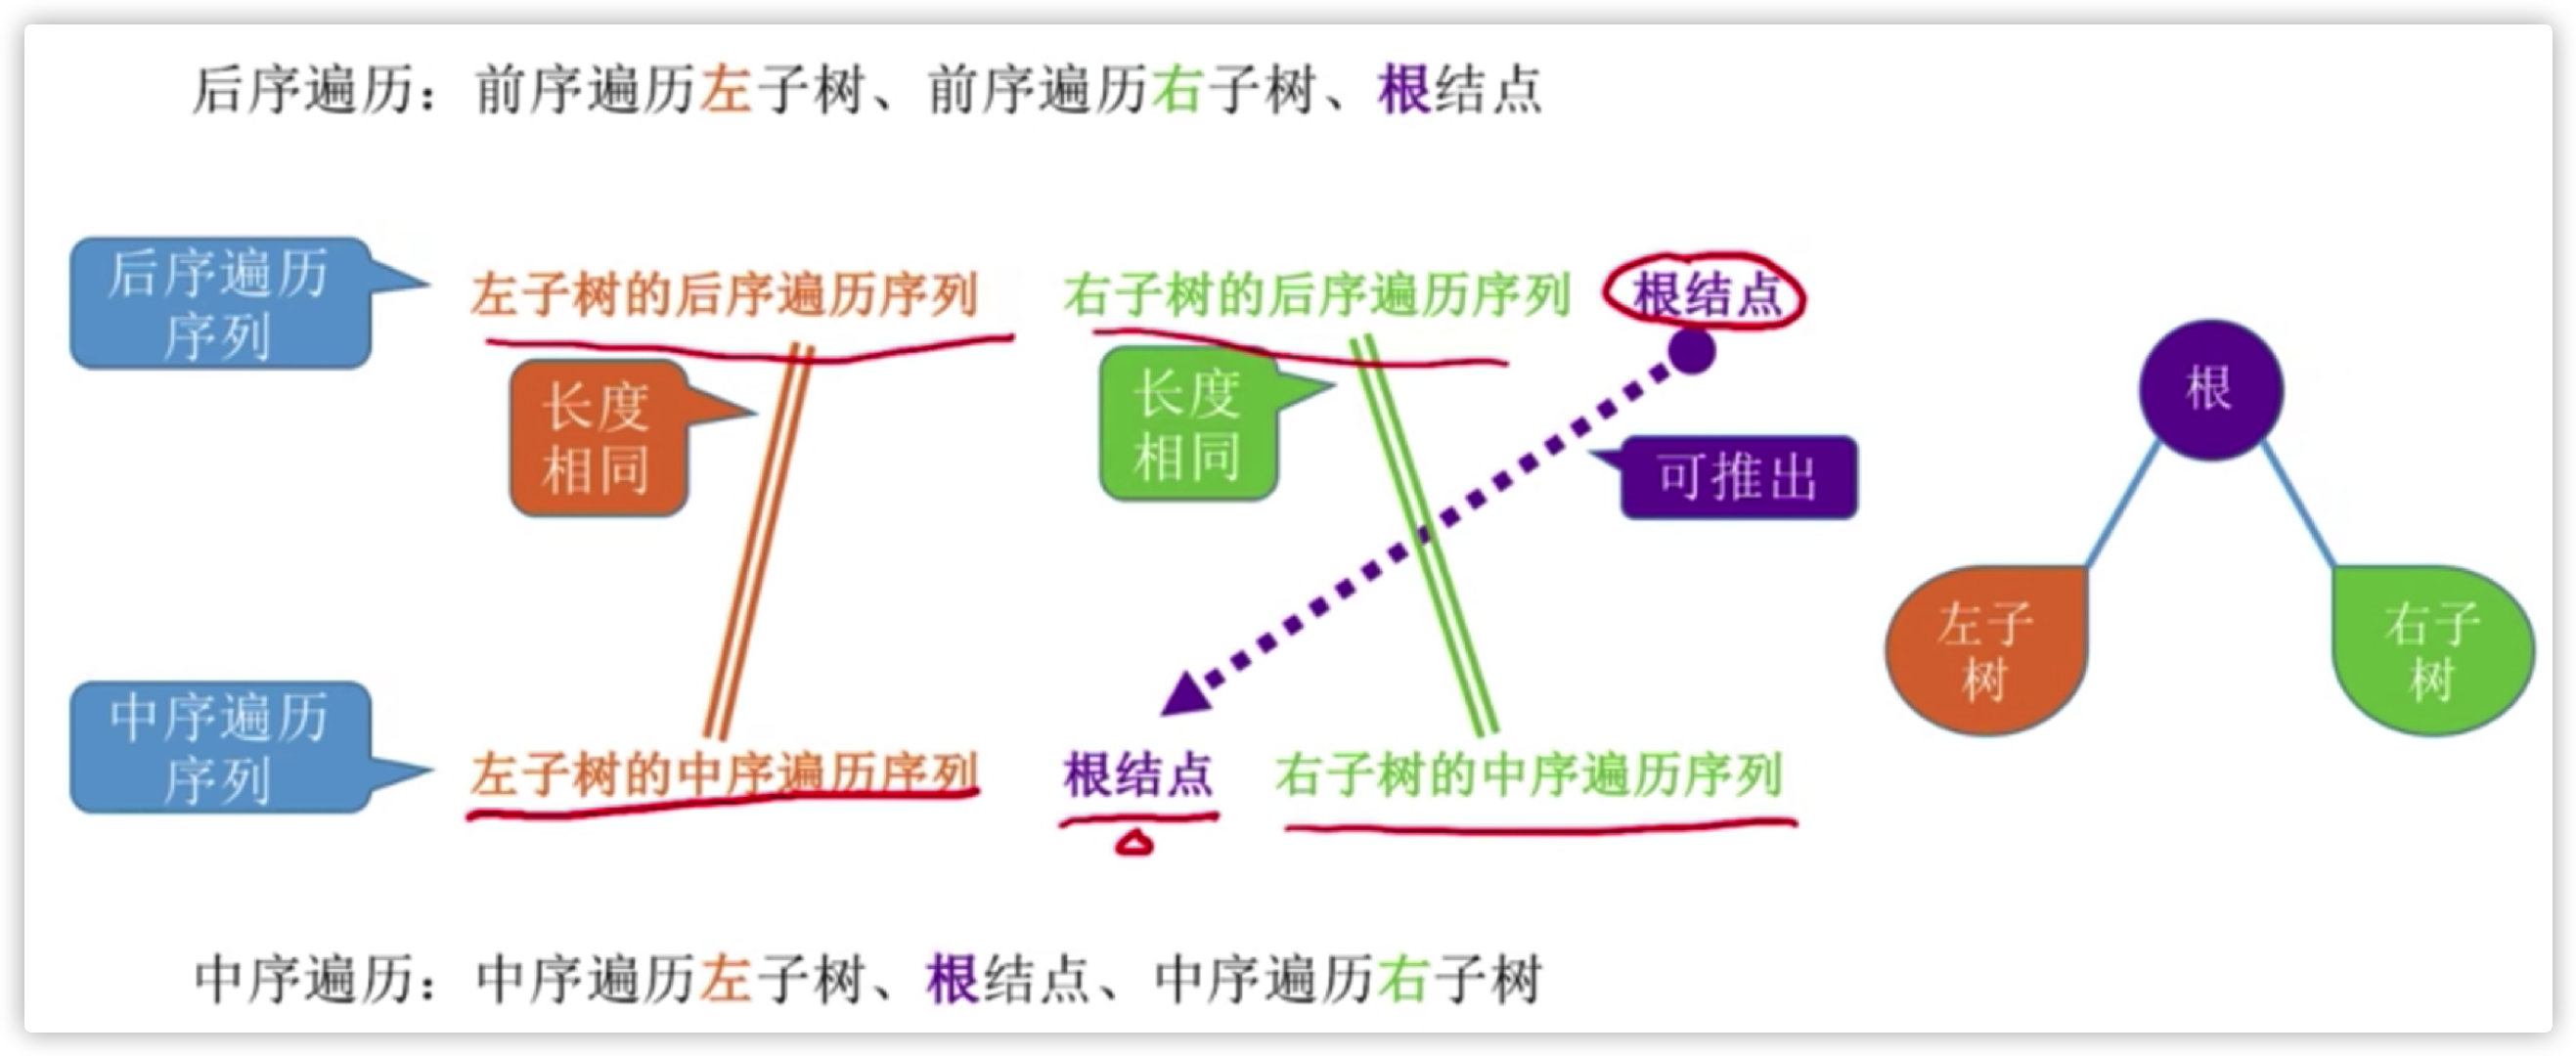 后序遍历：前序遍历左子树、前序遍历右子树、根结点
后序遍历
序列
左子树的后序遍历序列
右子树的后序遍历序列
根结点
长度
相同
长度
相同
可推出
根
左子
树
右子
树
中序遍历
序列
左子树的中序遍历序列
根结点
右子树的中序遍历序列
中序遍历：中序遍历左子树、根结点、中序遍历右子树